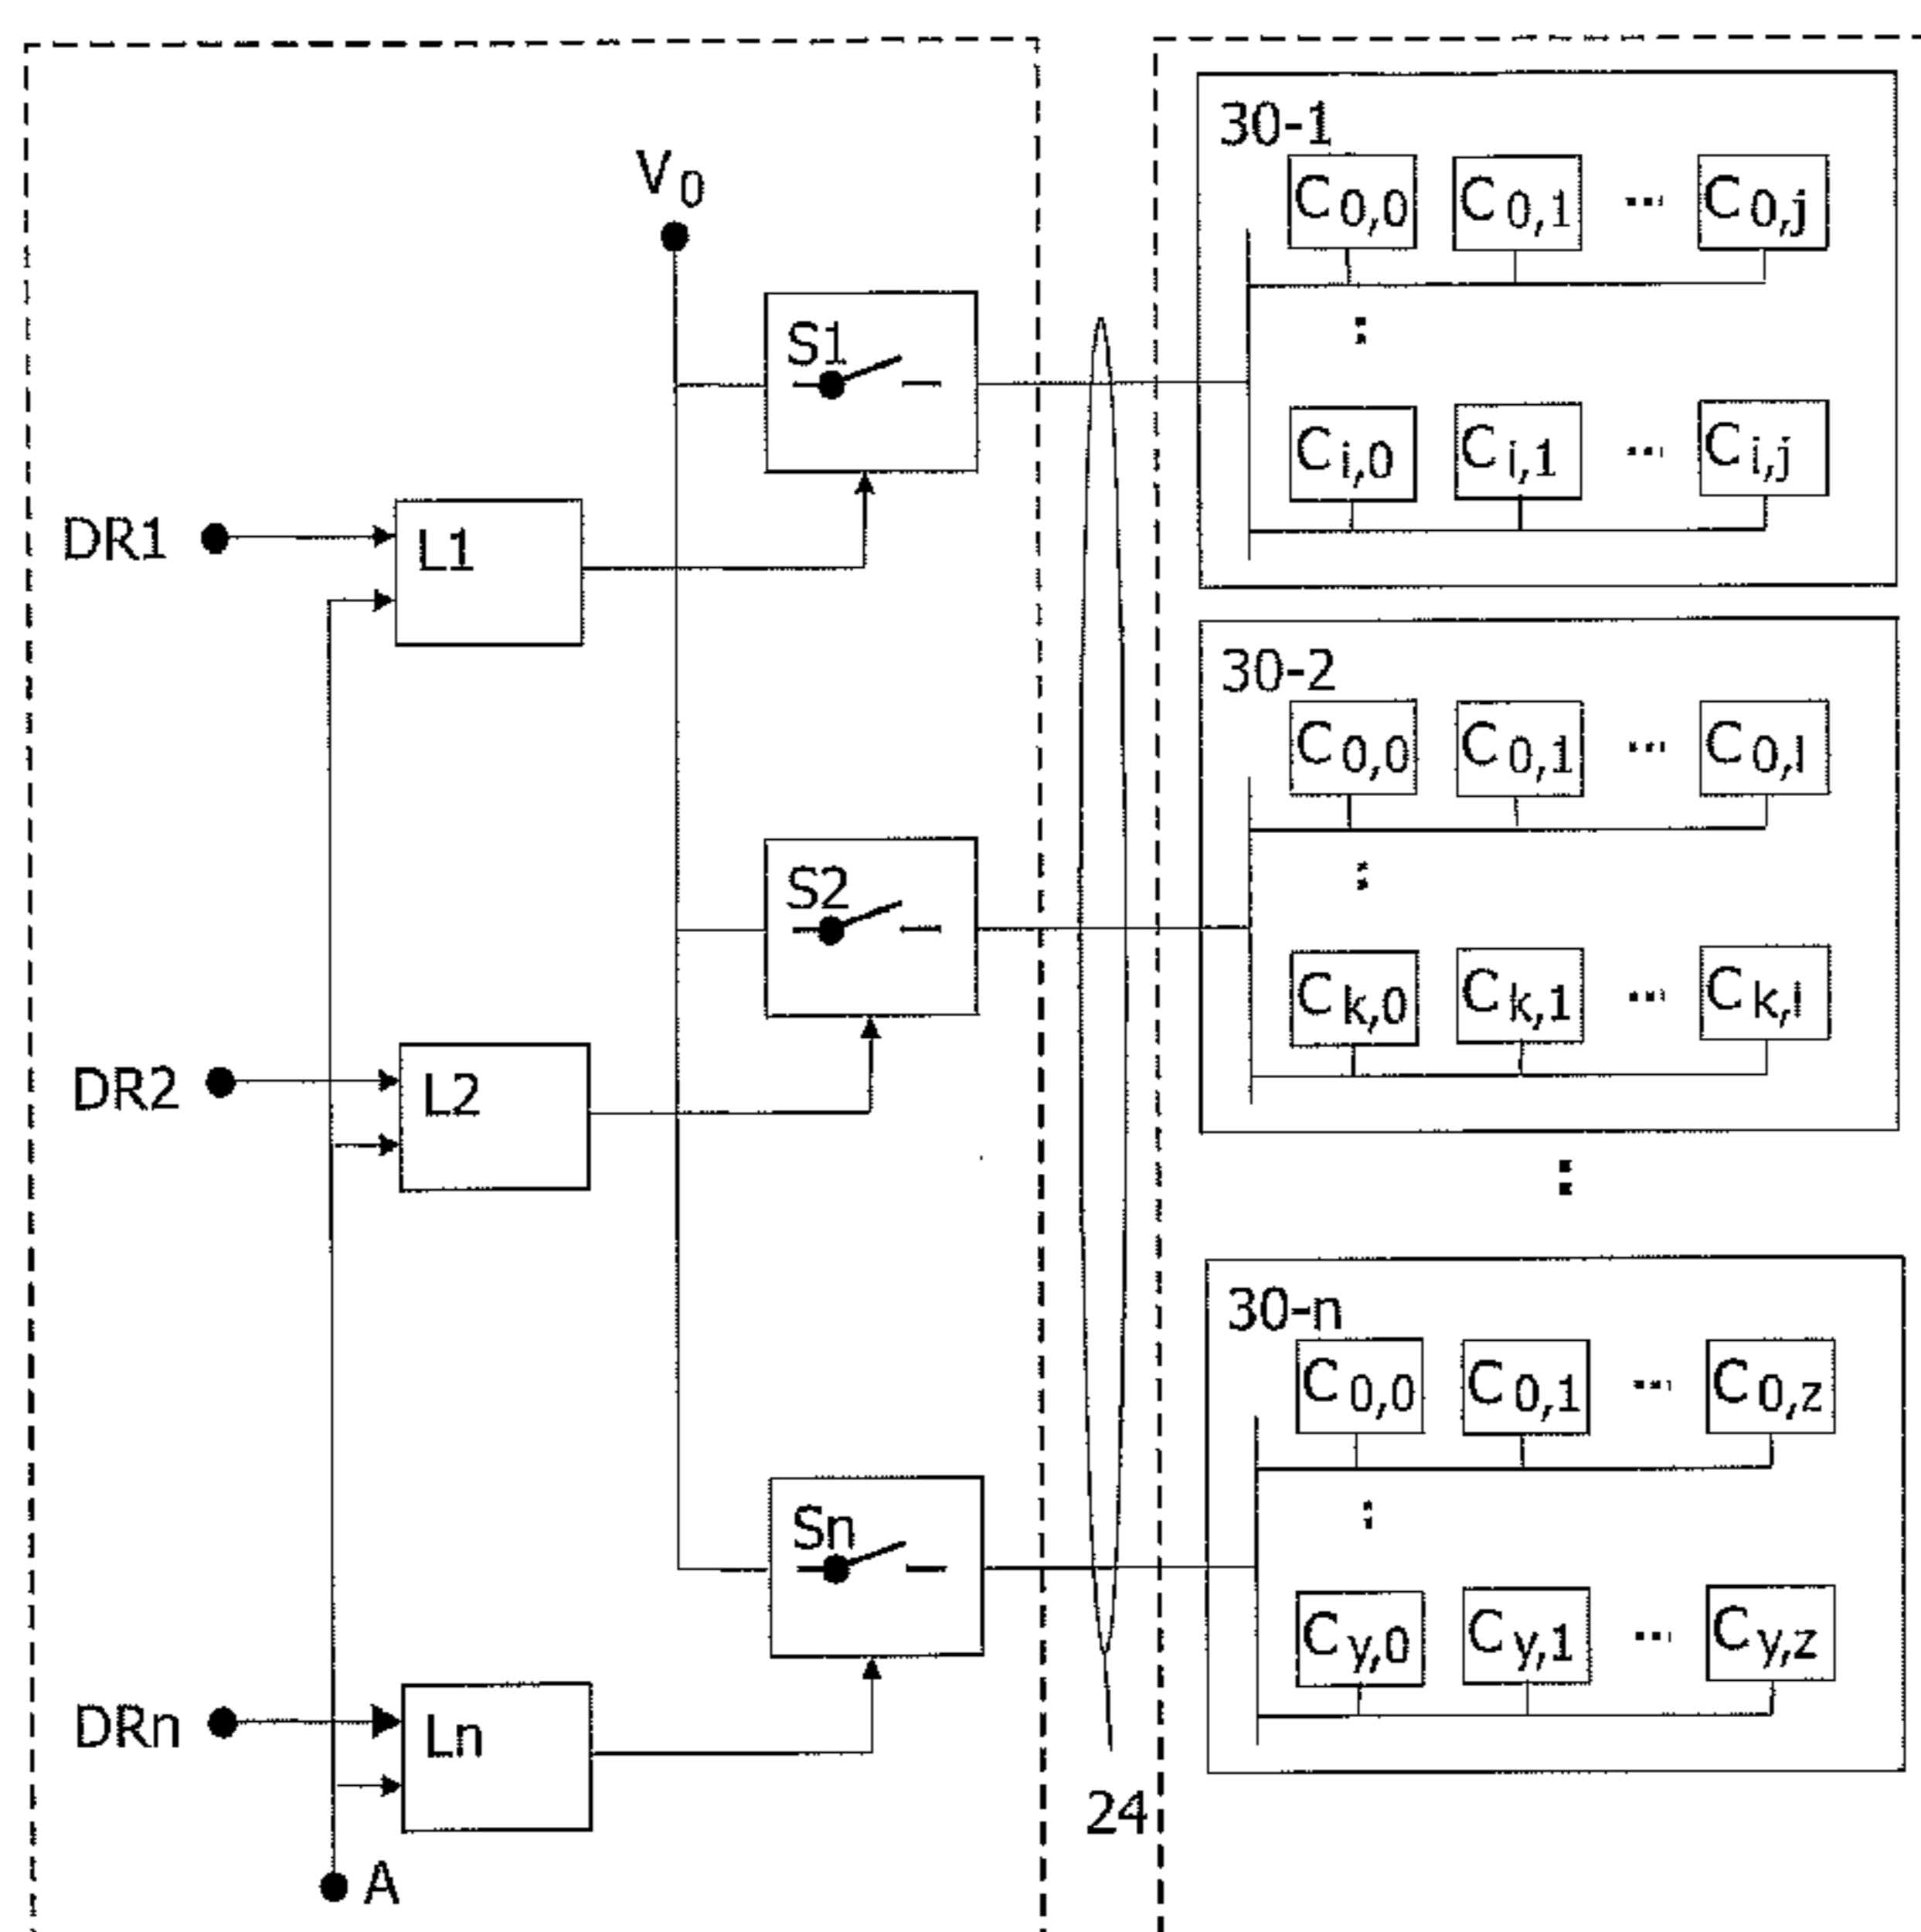 V0
S1
DR1
L1
S2
DR2
L2
Sn
DRn
Ln
A
24
30-1
C0,0 C0,1 ... C0,j
:
Ci,0 Ci,1 ... Ci,j
30-2
C0,0 C0,1 ... C0,l
:
Ck,0 Ck,1 ... Ck,l
:
30-n
C0,0 C0,1 ... C0,z
:
Cy,0 Cy,1 ... Cy,z